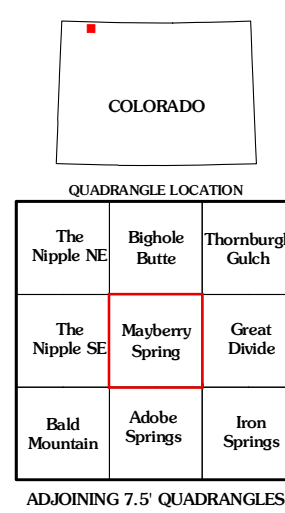 COLORADO
QUADRANGLE LOCATION
The
Nipple NE
Bighole
Butte
Thornburgh
Gulch
The
Nipple SE
Mayberry
Spring
Great
Divide
Bald
Mountain
Adobe
Springs
Iron
Springs
ADJOINING 7.5' QUADRANGLES